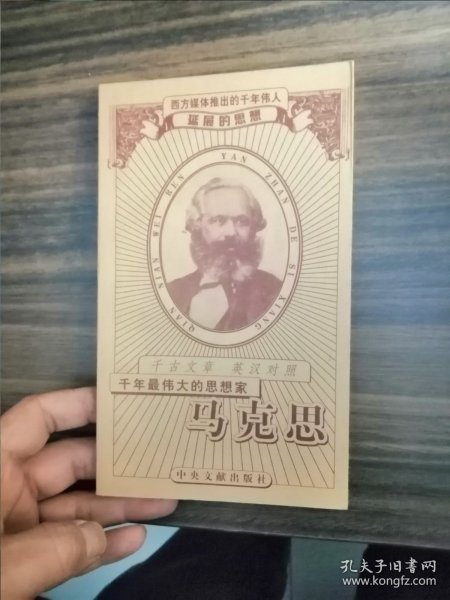 西方媒体推出的千年伟人
延展的思想
QIAN NIAN WEI REN YAN ZHAN DE SI XIANG
千古文章 英汉对照
千年最伟大的思想家
马克思
中央文献出版社
孔夫子旧书网
www.kongfz.com